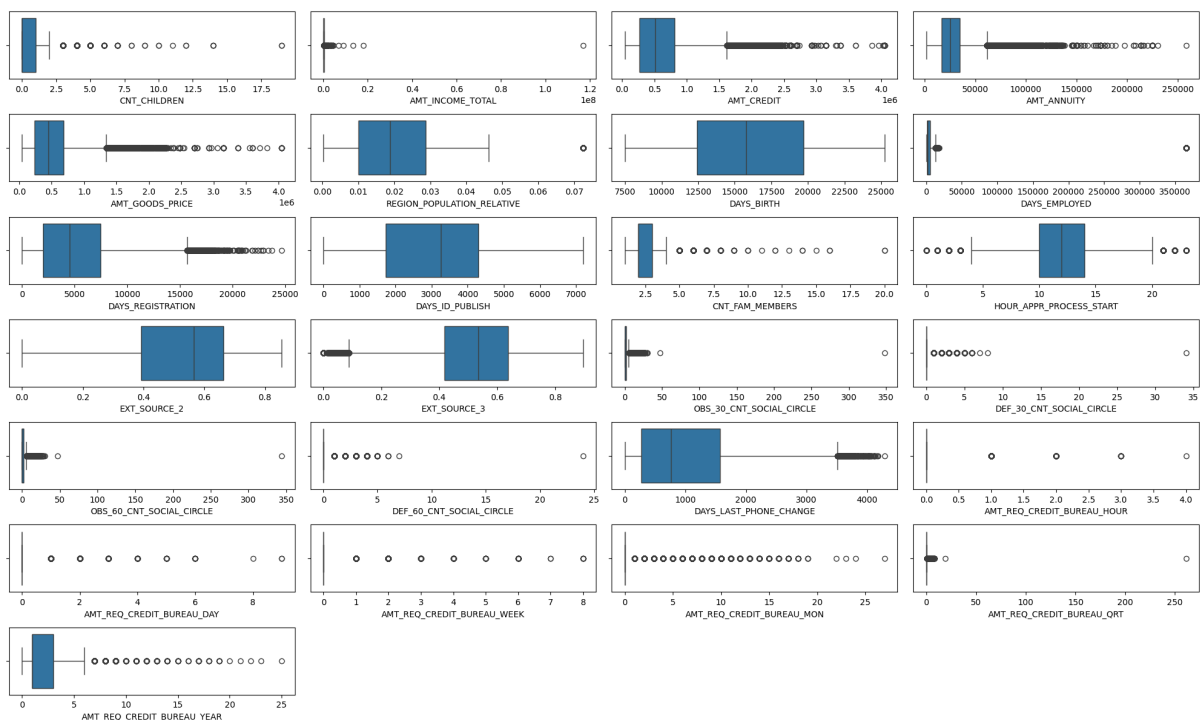 0.0 2.5 5.0 7.5 10.0 12.5 15.0 17.5
CNT_CHILDREN
0.0 0.2 0.4 0.6 0.8 1.0 1e8
AMT_INCOME_TOTAL
0.0 0.5 1.0 1.5 2.0 2.5 3.0 3.5 4.0 1e6
AMT_CREDIT
0 50000 100000 150000 200000 250000
AMT_ANNUITY
0.0 0.5 1.0 1.5 2.0 2.5 3.0 3.5 4.0 1e6
AMT_GOODS_PRICE
0.00 0.01 0.02 0.03 0.04 0.05 0.06 0.07
REGION_POPULATION_RELATIVE
7500 10000 12500 15000 17500 20000 22500 25000
DAYS_BIRTH
0 50000 100000 150000 200000 250000 300000 350000
DAYS_EMPLOYED
0 5000 10000 15000 20000 25000
DAYS_REGISTRATION
0 1000 2000 3000 4000 5000 6000 7000
DAYS_ID_PUBLISH
2.5 5.0 7.5 10.0 12.5 15.0 17.5 20.0
CNT_FAM_MEMBERS
0 5 10 15 20
HOUR_APPR_PROCESS_START
0.0 0.2 0.4 0.6 0.8
EXT_SOURCE_2
0.0 0.2 0.4 0.6 0.8
EXT_SOURCE_3
0 50 100 150 200 250 300 350
OBS_30_CNT_SOCIAL_CIRCLE
0 5 10 15 20 25 30 35
DEF_30_CNT_SOCIAL_CIRCLE
0 50 100 150 200 250 300 350
OBS_60_CNT_SOCIAL_CIRCLE
0 5 10 15 20 25
DEF_60_CNT_SOCIAL_CIRCLE
0 1000 2000 3000 4000
DAYS_LAST_PHONE_CHANGE
0.0 0.5 1.0 1.5 2.0 2.5 3.0 3.5 4.0
AMT_REQ_CREDIT_BUREAU_HOUR
0 2 4 6 8
AMT_REQ_CREDIT_BUREAU_DAY
0 1 2 3 4 5 6 7 8
AMT_REQ_CREDIT_BUREAU_WEEK
0 5 10 15 20 25
AMT_REQ_CREDIT_BUREAU_MON
0 50 100 150 200 250
AMT_REQ_CREDIT_BUREAU_QRT
0 5 10 15 20 25
AMT_REQ_CREDIT_BUREAU_YEAR